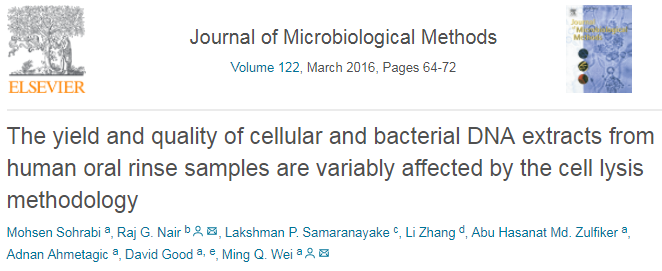 ELSEVIER
Journal of Microbiological Methods
Volume 122, March 2016, Pages 64-72
Journal
of Microbiological
Methods
The yield and quality of cellular and bacterial DNA extracts from
human oral rinse samples are variably affected by the cell lysis
methodology
Mohsen Sohrabi a, Raj G. Nair b, Lakshman P. Samaranayake c, Li Zhang d, Abu Hasanat Md. Zulfiker a,
Adnan Ahmetagic a, David Good a, e, Ming Q. Wei a